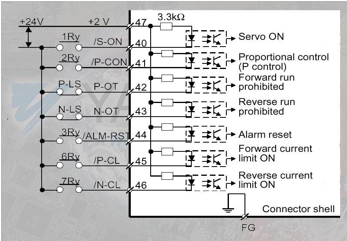 +24V +2 V 47 3.3kΩ
1Ry /S-ON 40 Servo ON
2Ry /P-CON 41 Proportional control (P control)
P-LS P-OT 42 Forward run prohibited
N-LS N-OT 43 Reverse run prohibited
3Ry /ALM-RST 44 Alarm reset
6Ry /P-CL 45 Forward current limit ON
7Ry /N-CL 46 Reverse current limit ON
Connector shell
FG